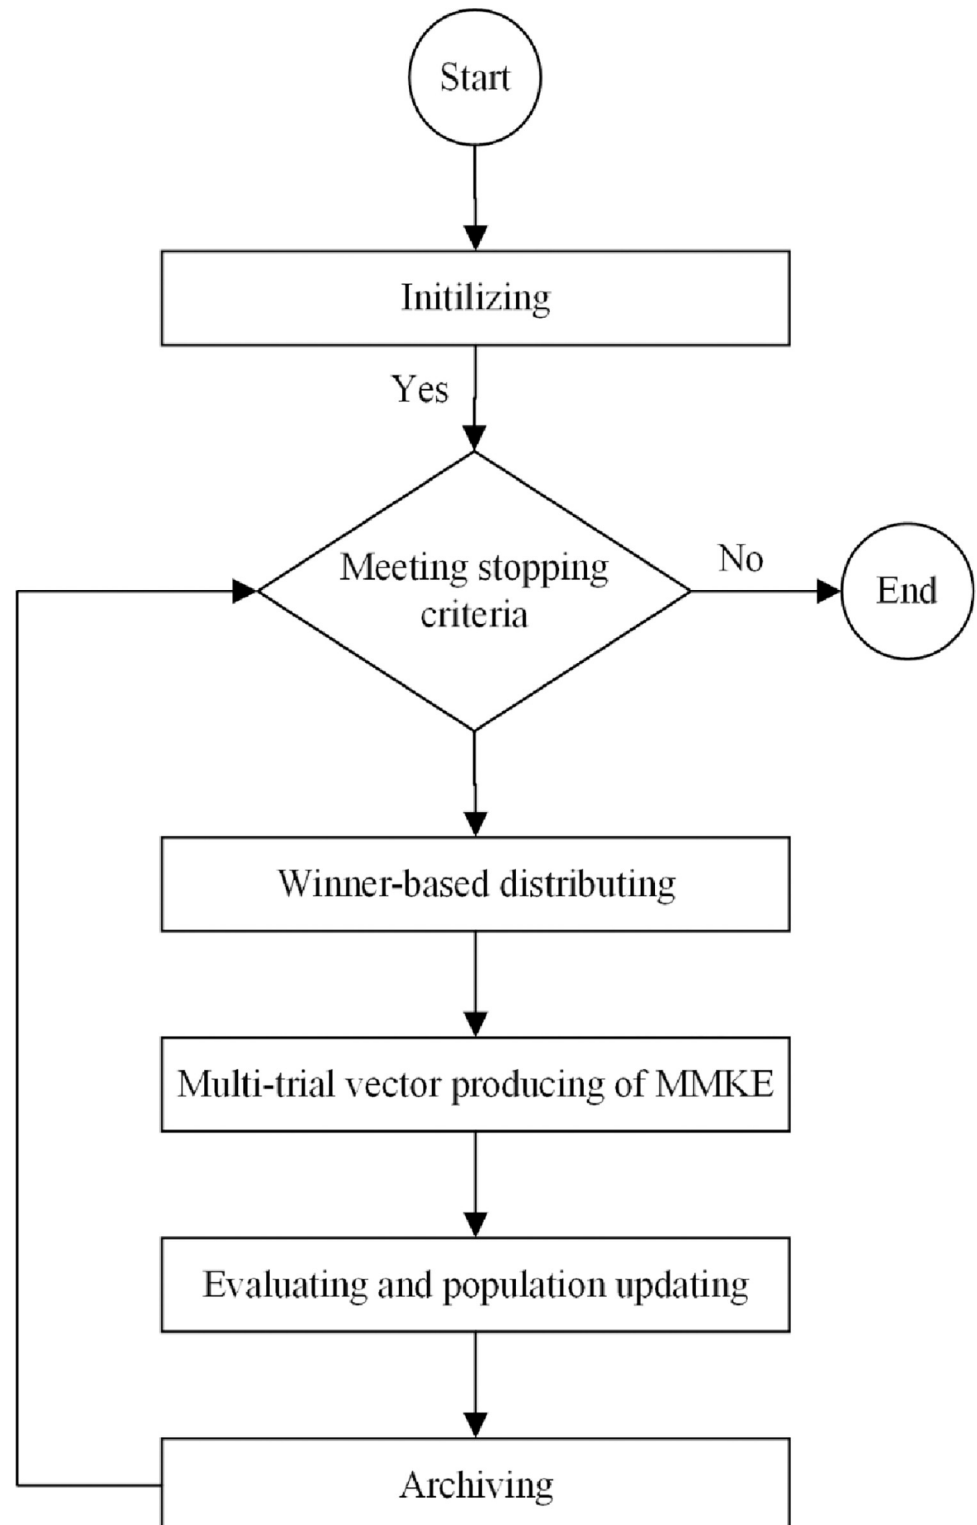 Start
Initilizing
Yes
Meeting stopping
criteria
No
End
Winner-based distributing
Multi-trial vector producing of MMKE
Evaluating and population updating
Archiving